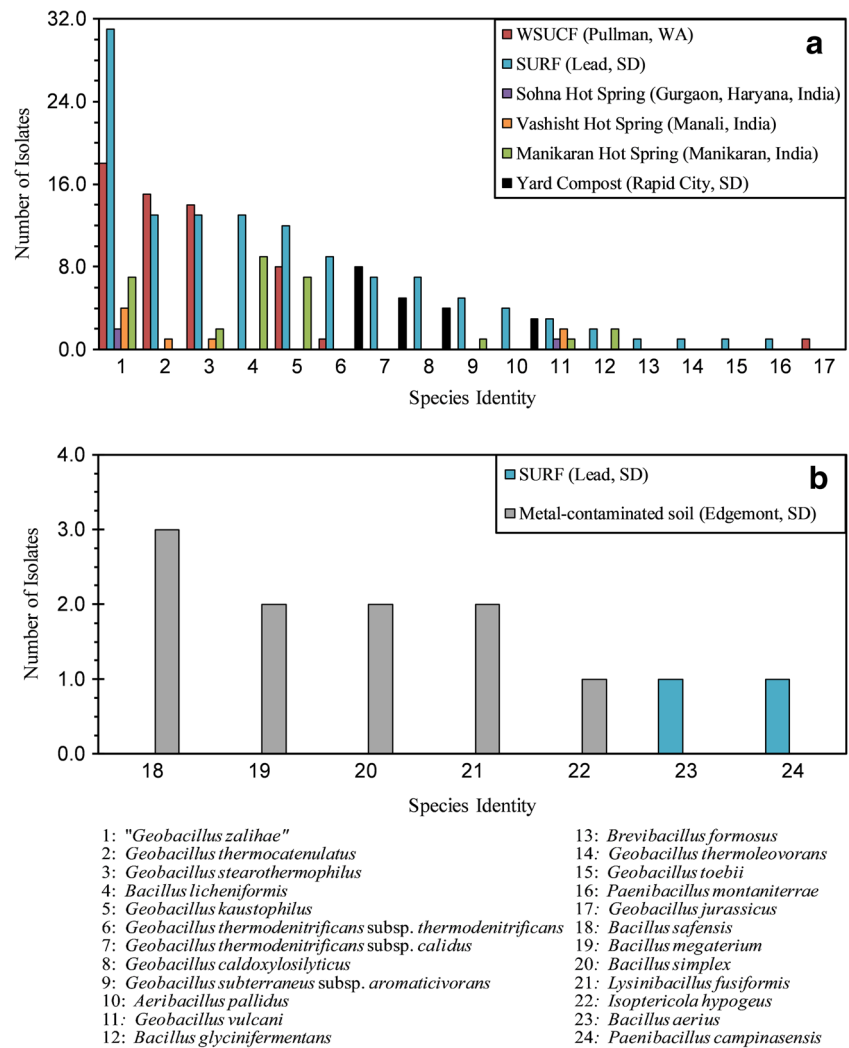 32.0
24.0
16.0
8.0
0.0
Number of Isolates
a
WSUCF (Pullman, WA)
SURF (Lead, SD)
Sohna Hot Spring (Gurgaon, Haryana, India)
Vashisht Hot Spring (Manali, India)
Manikaran Hot Spring (Manikaran, India)
Yard Compost (Rapid City, SD)
1 2 3 4 5 6 7 8 9 10 11 12 13 14 15 16 17
Species Identity
4.0
3.0
2.0
1.0
0.0
Number of Isolates
b
SURF (Lead, SD)
Metal-contaminated soil (Edgemont, SD)
18 19 20 21 22 23 24
Species Identity
1: "Geobacillus zalihae"
2: Geobacillus thermocatenulatus
3: Geobacillus stearothermophilus
4: Bacillus licheniformis
5: Geobacillus kaustophilus
6: Geobacillus thermodenitrificans subsp. thermodenitrificans
7: Geobacillus thermodenitrificans subsp. calidus
8: Geobacillus caldoxylosilyticus
9: Geobacillus subterraneus subsp. aromaticivorans
10: Aeribacillus pallidus
11: Geobacillus vulcani
12: Bacillus glycinifermentans
13: Brevibacillus formosus
14: Geobacillus thermoleovorans
15: Geobacillus toebii
16: Paenibacillus montaniterrae
17: Geobacillus jurassicus
18: Bacillus safensis
19: Bacillus megaterium
20: Bacillus simplex
21: Lysinibacillus fusiformis
22: Isoptericola hypogeus
23: Bacillus aerius
24: Paenibacillus campinasensis